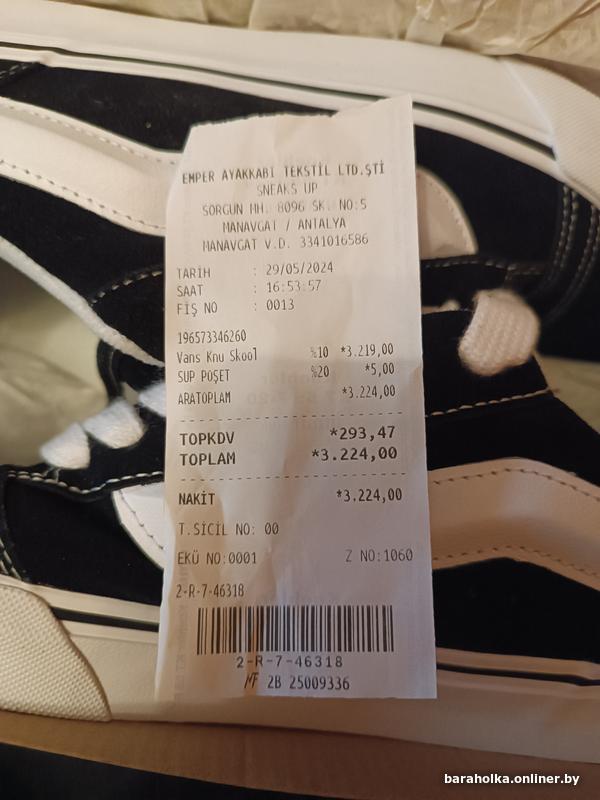 EMPER AYAKKABI TEKSTİL LTD.ŞTİ
SNEAKS UP
SORGUN MH. 8096 SK. NO:5
MANAVGAT / ANTALYA
MANAVGAT V.D. 3341016586
TARİH : 29/05/2024
SAAT : 16:53:57
FİŞ NO : 0013
196573346260
Vans Knu Skool %10 *3.219,00
SUP POŞET %20 *5,00
ARATOPLAM *3.224,00
TOPKDV *293,47
TOPLAM *3.224,00
NAKİT *3.224,00
T.SİCİL NO: 00
EKÜ NO:0001 Z NO:1060
2-R-7-46318
2-R-7-46318
MF 2B 25009336
baraholka.onliner.by